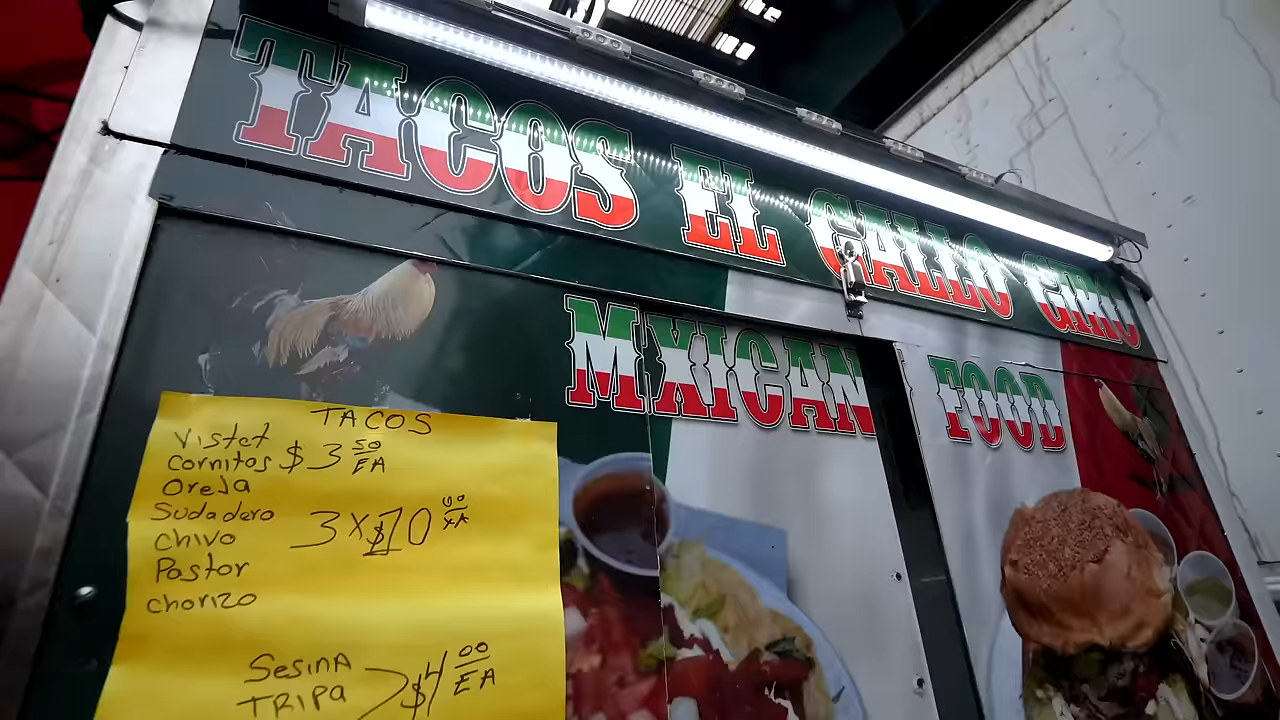 TACOS EL GALLO GIRO
MXICAN FOOD
TACOS
Vistet
Cornitos $3 50 EA
Oreja
Sudadero
3 x $10
Chivo
Pastor
Chorizo
Sesina
TRIPA
$4 00 EA